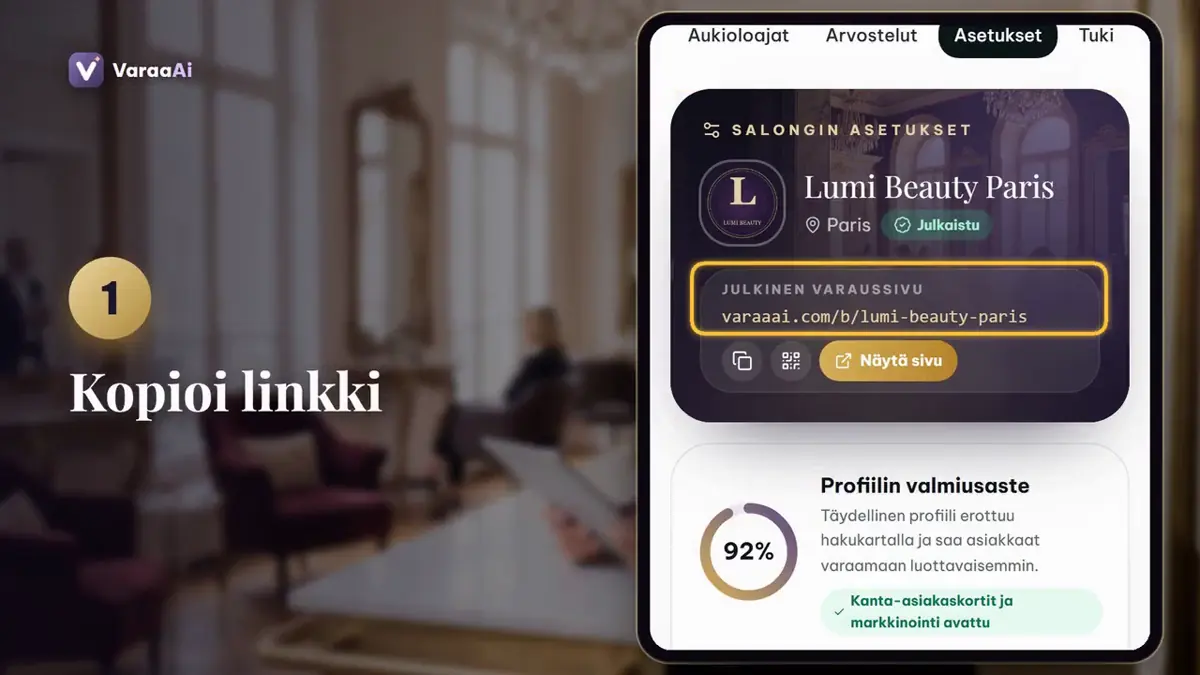 VaraaAi
1
Kopioi linkki
Aukioloajat
Arvostelut
Asetukset
Tuki
SALONGIN ASETUKSET
L
LUMI BEAUTY
Lumi Beauty Paris
Paris
Julkaistu
JULKINEN VARAUSSIVU
varaaai.com/b/lumi-beauty-paris
Näytä sivu
92%
Profiilin valmiusaste
Täydellinen profiili erottuu
hakukartalla ja saa asiakkaat
varaamaan luottavaisemmin.
Kanta-asiakaskortit ja
markkinointi avattu